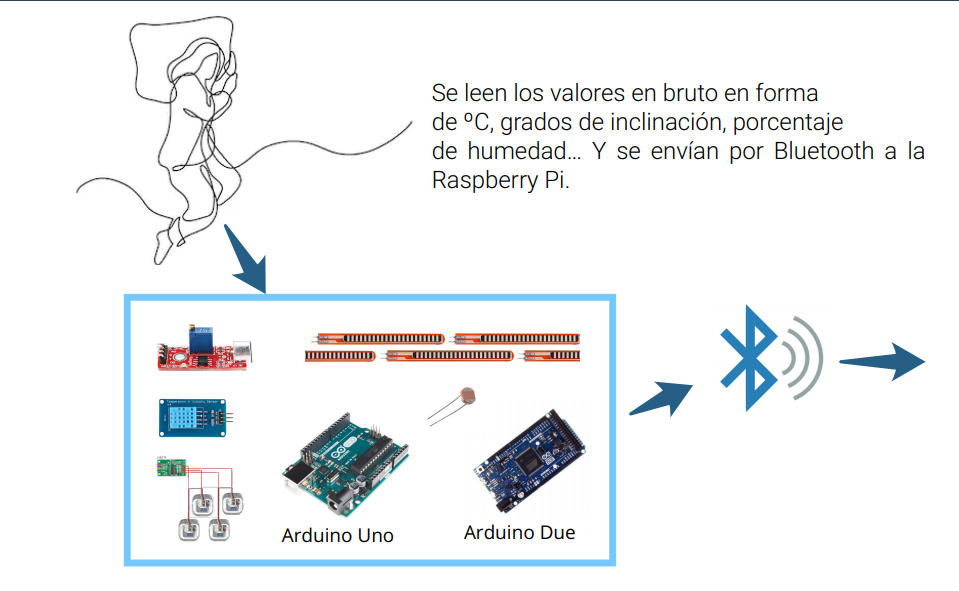 Se leen los valores en bruto en forma
de ºC, grados de inclinación, porcentaje
de humedad... Y se envían por Bluetooth a la
Raspberry Pi.
Arduino Uno
Arduino Due